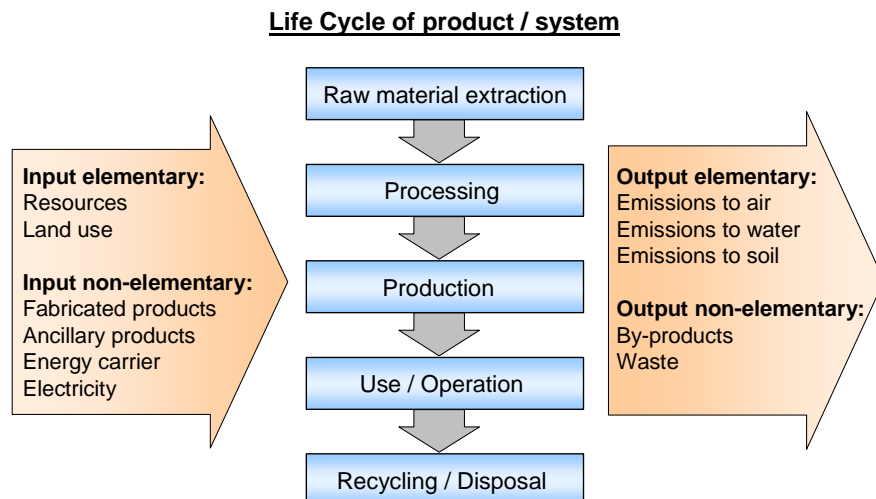 Life Cycle of product / system
Raw material extraction
Processing
Production
Use / Operation
Recycling / Disposal
Input elementary:
Resources
Land use
Input non-elementary:
Fabricated products
Ancillary products
Energy carrier
Electricity
Output elementary:
Emissions to air
Emissions to water
Emissions to soil
Output non-elementary:
By-products
Waste